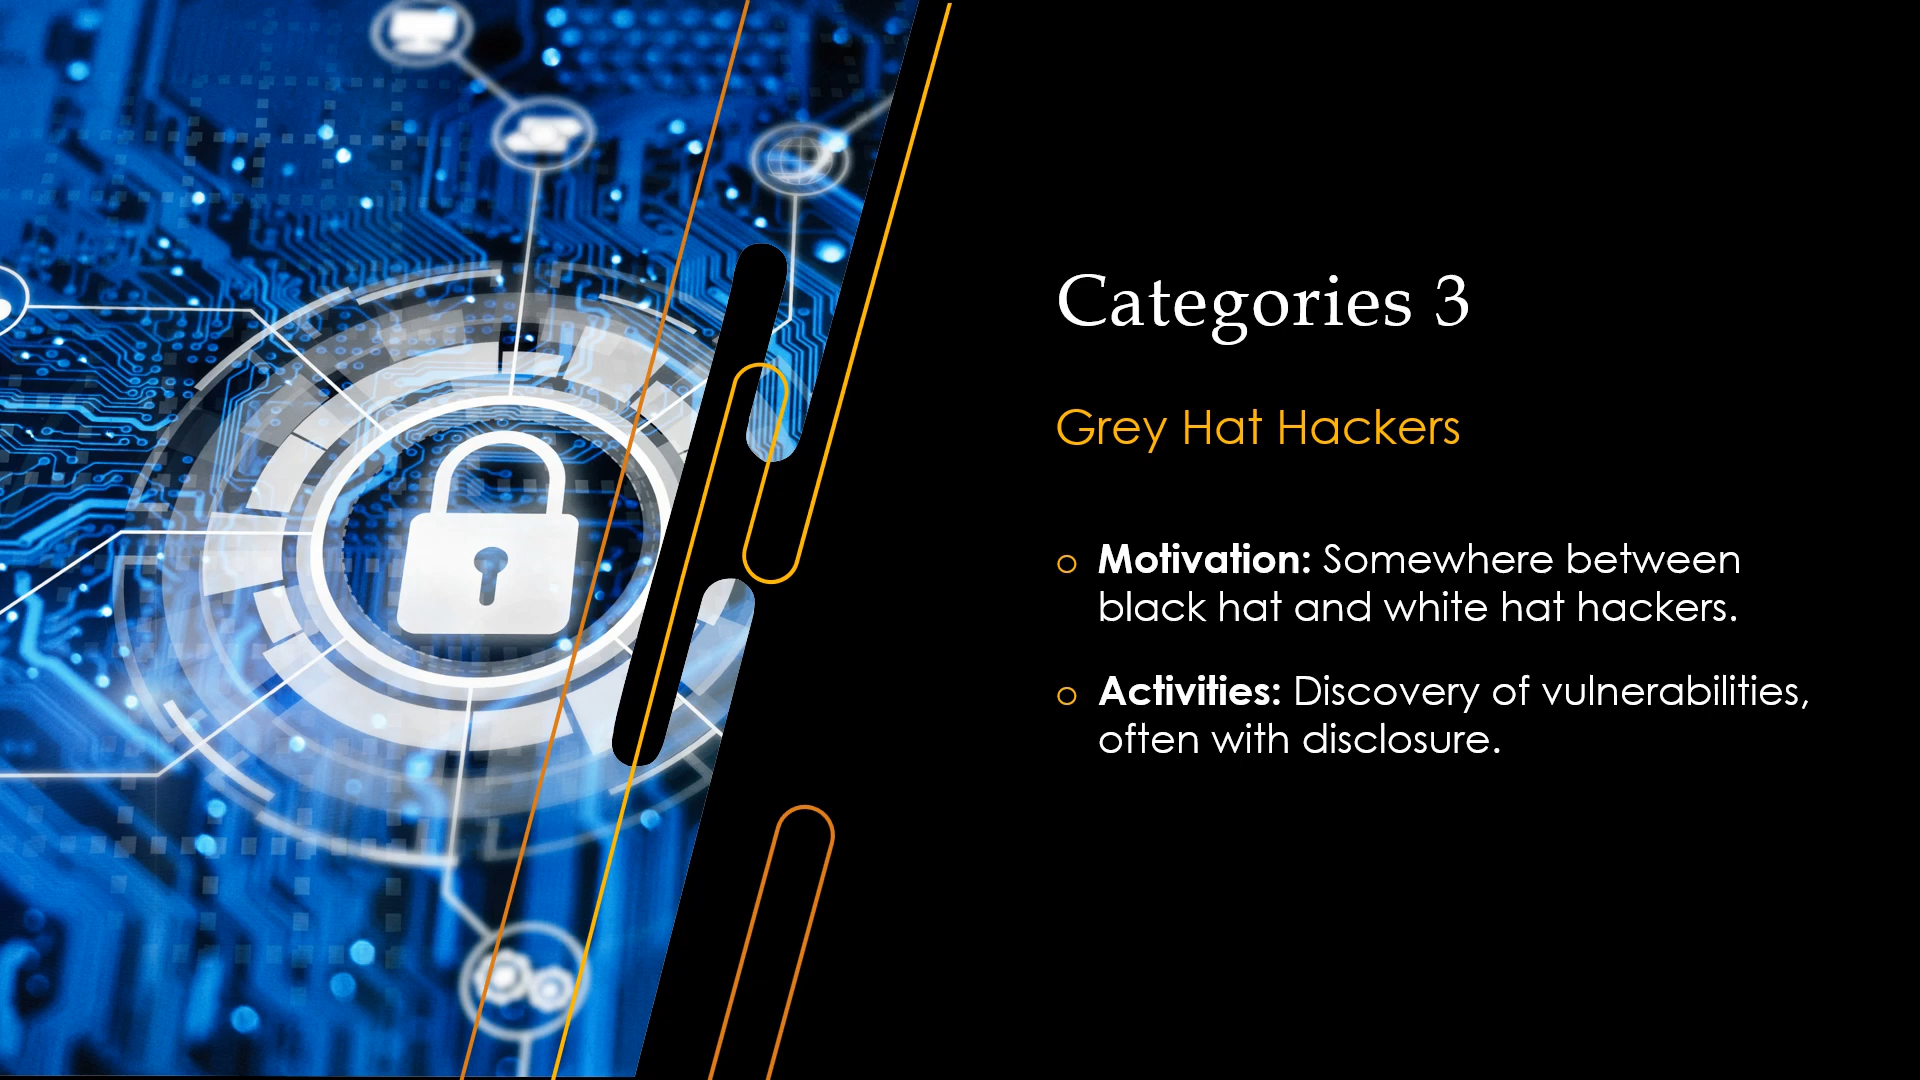 Categories 3
Grey Hat Hackers
o Motivation: Somewhere between
black hat and white hat hackers.
o Activities: Discovery of vulnerabilities,
often with disclosure.